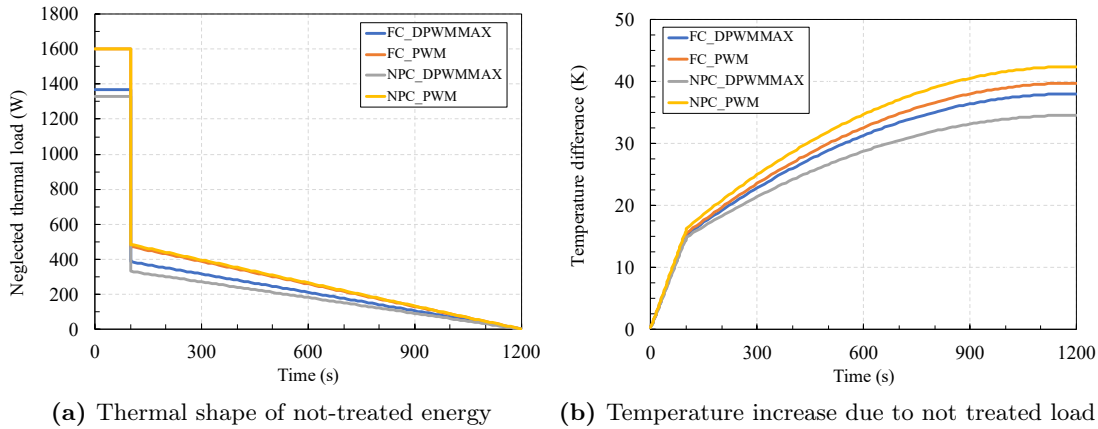 1800
1600
1400
1200
1000
800
600
400
200
0
0 300 600 900 1200
Neglected thermal load (W)
Time (s)
FC_DPWMMAX
FC_PWM
NPC_DPWMMAX
NPC_PWM
(a) Thermal shape of not-treated energy
50
40
30
20
10
0
0 300 600 900 1200
Temperature difference (K)
Time (s)
FC_DPWMMAX
FC_PWM
NPC_DPWMMAX
NPC_PWM
(b) Temperature increase due to not treated load